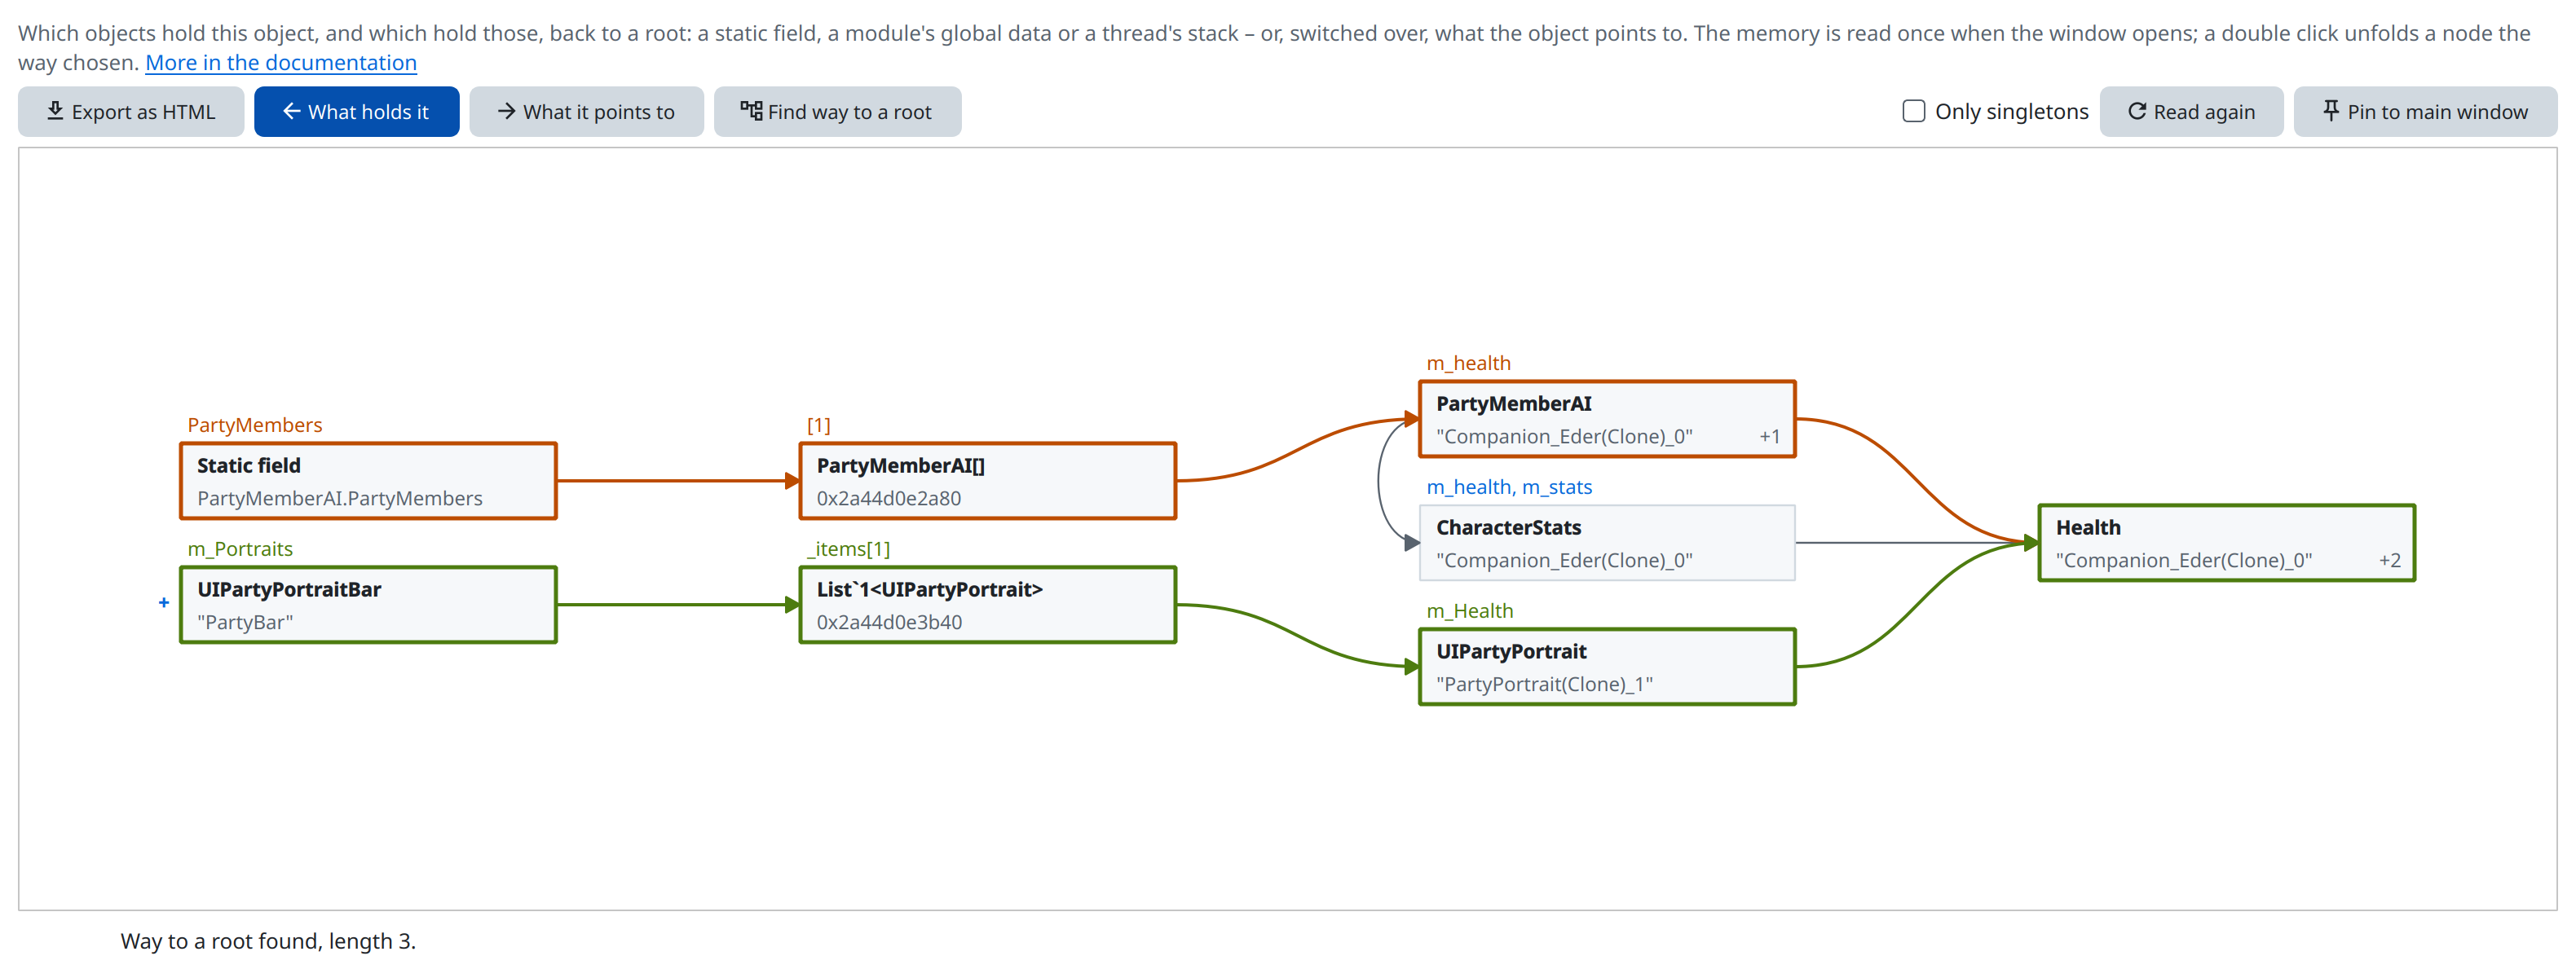 Which objects hold this object, and which hold those, back to a root: a static field, a module's global data or a thread's stack – or, switched over, what the object points to. The memory is read once when the window opens; a double click unfolds a node the
way chosen. More in the documentation
Export as HTML
What holds it
What it points to
Find way to a root
Only singletons
Read again
Pin to main window
PartyMembers
Static field
PartyMemberAI.PartyMembers
m_Portraits
+
UIPartyPortraitBar
"PartyBar"
[1]
PartyMemberAI[]
0x2a44d0e2a80
_items[1]
List`1<UIPartyPortrait>
0x2a44d0e3b40
m_health
PartyMemberAI
"Companion_Eder(Clone)_0" +1
m_health, m_stats
CharacterStats
"Companion_Eder(Clone)_0"
m_Health
UIPartyPortrait
"PartyPortrait(Clone)_1"
Health
"Companion_Eder(Clone)_0" +2
Way to a root found, length 3.